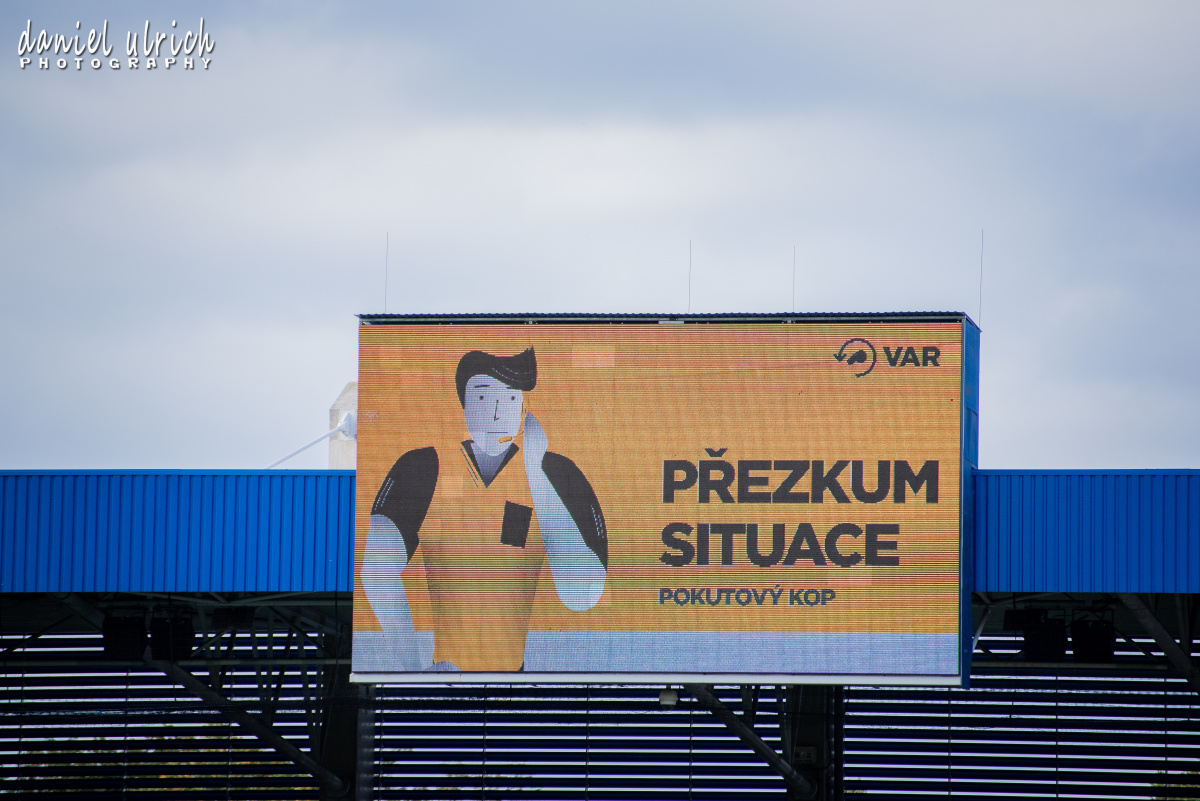 daniel ulrich
PHOTOGRAPHY
VAR
PŘEZKUM
SITUACE
POKUTOVÝ KOP